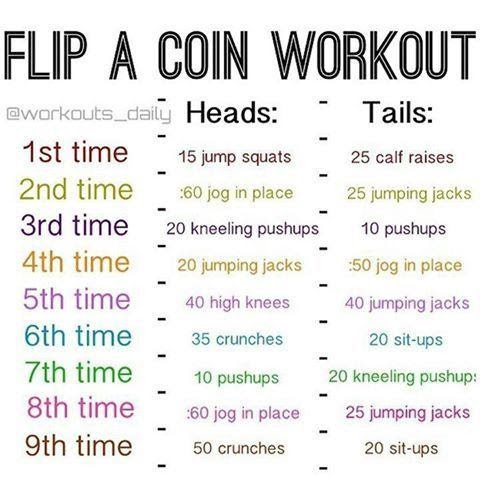 FLIP A COIN WORKOUT
@workouts_daily Heads: Tails:
1st time 15 jump squats 25 calf raises
2nd time :60 jog in place 25 jumping jacks
3rd time 20 kneeling pushups 10 pushups
4th time 20 jumping jacks :50 jog in place
5th time 40 high knees 40 jumping jacks
6th time 35 crunches 20 sit-ups
7th time 10 pushups 20 kneeling pushups
8th time :60 jog in place 25 jumping jacks
9th time 50 crunches 20 sit-ups